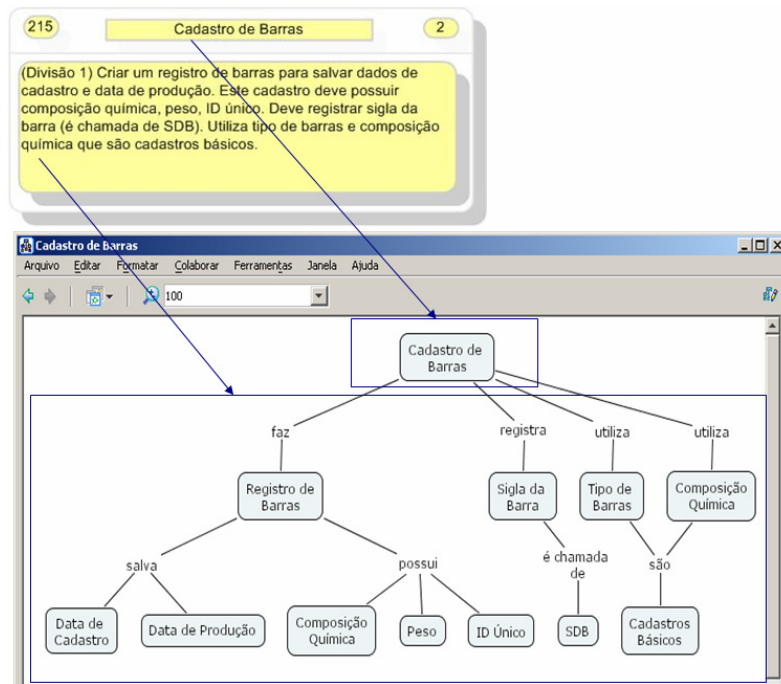 215
Cadastro de Barras
2
(Divisão 1) Criar um registro de barras para salvar dados de
cadastro e data de produção. Este cadastro deve possuir
composição química, peso, ID único. Deve registrar sigla da
barra (é chamada de SDB). Utiliza tipo de barras e composição
química que são cadastros básicos.
Cadastro de Barras
Arquivo Editar Formatar Colaborar Ferramentas Janela Ajuda
100
Cadastro de
Barras
faz
registra
utiliza
utiliza
Registro de
Barras
Sigla da
Barra
Tipo de
Barras
Composição
Química
salva
possui
é chamada
de
são
Data de
Cadastro
Data de Produção
Composição
Química
Peso
ID Único
SDB
Cadastros
Básicos